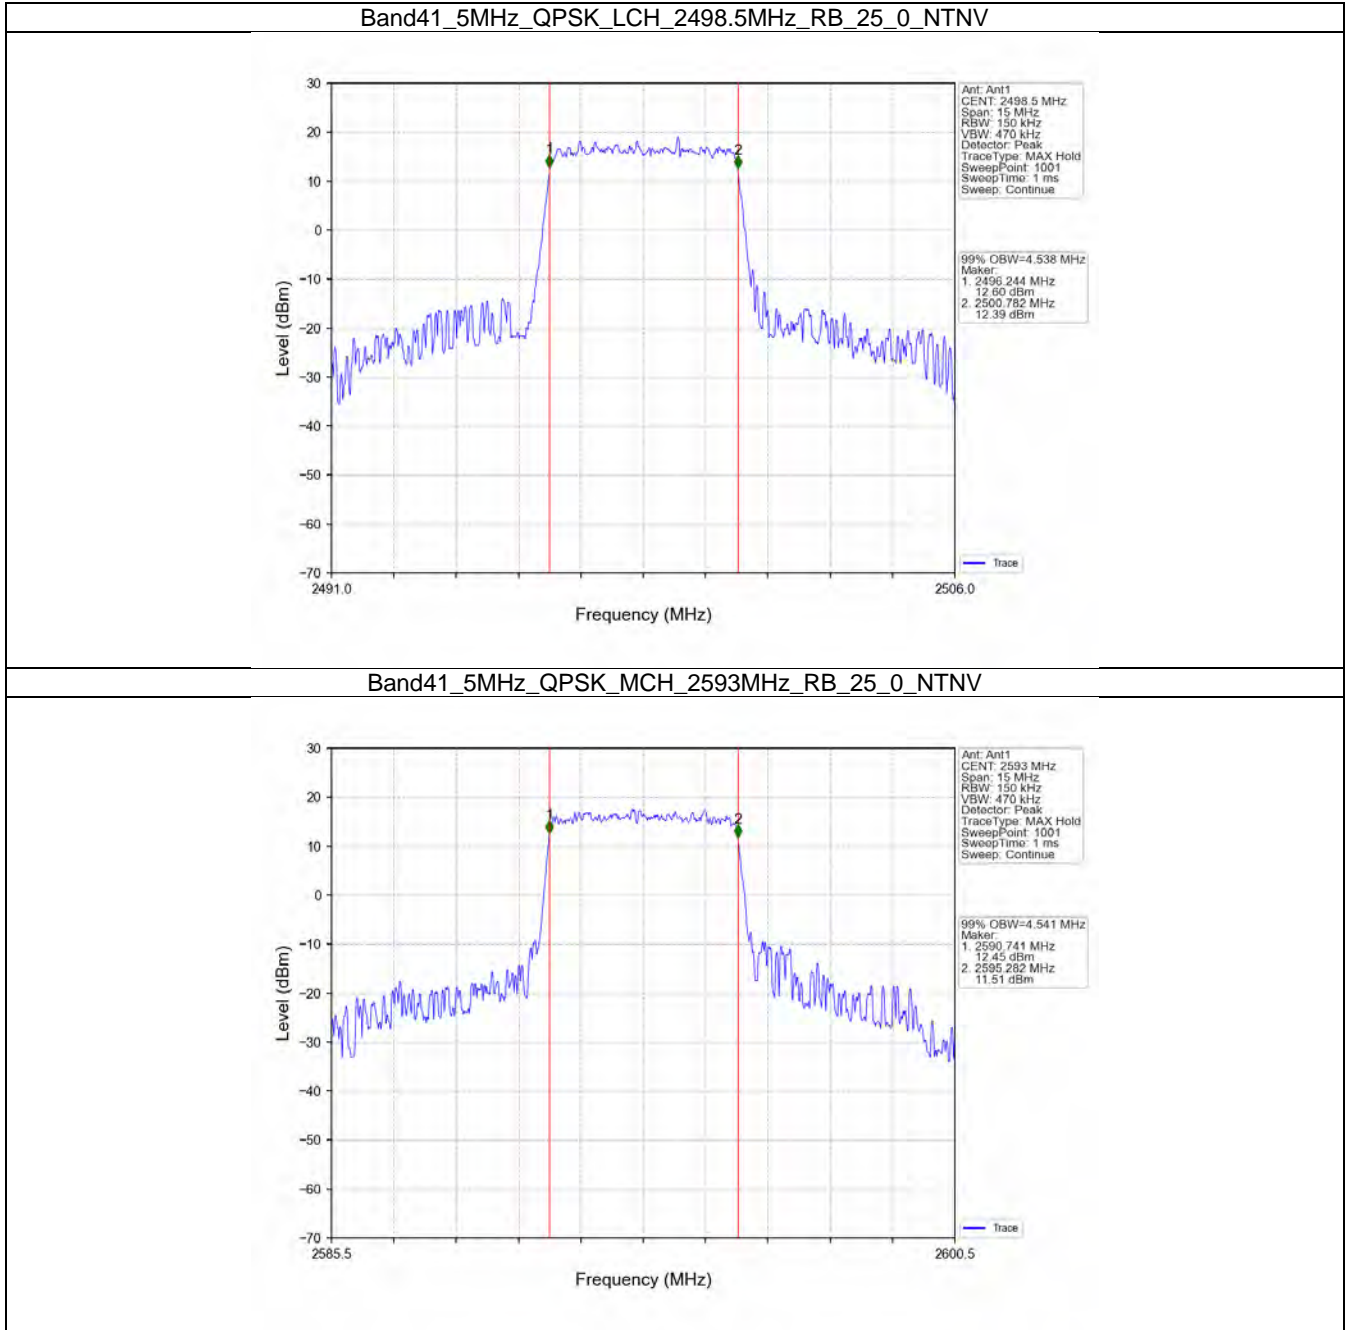 Band41_5MHz_QPSK_LCH_2498.5MHz_RB_25_0_NTNV
30
20
10
0
−10
−20
−30
−40
−50
−60
−70
Level (dBm)
1
2
2491.0
2506.0
Frequency (MHz)
Ant: Ant1
CENT: 2498.5 MHz
Span: 15 MHz
RBW: 150 kHz
VBW: 470 kHz
Detector: Peak
TraceType: MAX Hold
SweepPoint: 1001
SweepTime: 1 ms
Sweep: Continue
99% OBW=4.538 MHz
Maker:
1. 2496.244 MHz
12.60 dBm
2. 2500.782 MHz
12.39 dBm
Trace
Band41_5MHz_QPSK_MCH_2593MHz_RB_25_0_NTNV
30
20
10
0
−10
−20
−30
−40
−50
−60
−70
Level (dBm)
1
2
2585.5
2600.5
Frequency (MHz)
Ant: Ant1
CENT: 2593 MHz
Span: 15 MHz
RBW: 150 kHz
VBW: 470 kHz
Detector: Peak
TraceType: MAX Hold
SweepPoint: 1001
SweepTime: 1 ms
Sweep: Continue
99% OBW=4.541 MHz
Maker:
1. 2590.741 MHz
12.45 dBm
2. 2595.282 MHz
11.51 dBm
Trace